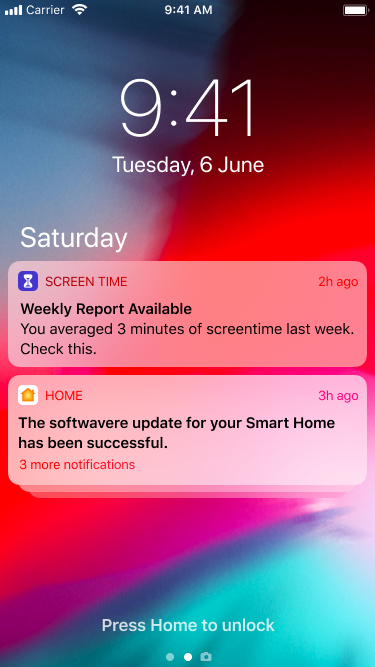 Carrier 9:41 AM
9:41
Tuesday, 6 June
Saturday
SCREEN TIME 2h ago
Weekly Report Available
You averaged 3 minutes of screentime last week.
Check this.
HOME 3h ago
The softwavere update for your Smart Home
has been successful.
3 more notifications
Press Home to unlock